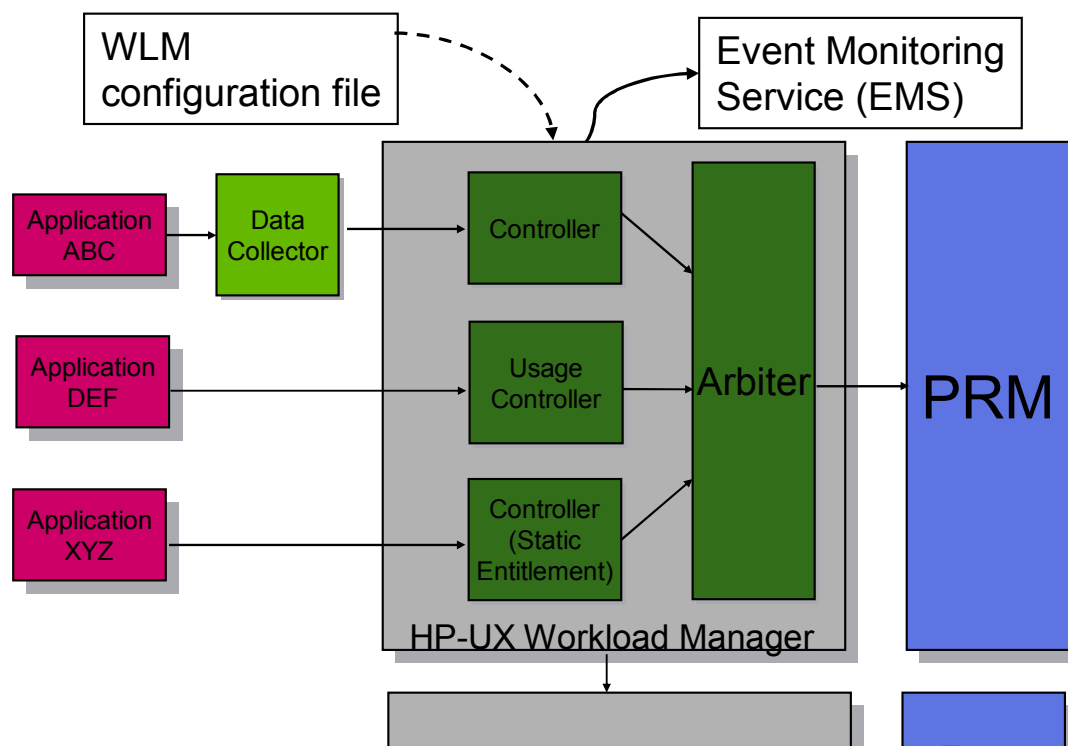 WLM
configuration file
Event Monitoring
Service (EMS)
Application
ABC
Data
Collector
Controller
Application
DEF
Usage
Controller
Arbiter
PRM
Application
XYZ
Controller
(Static
Entitlement)
HP-UX Workload Manager